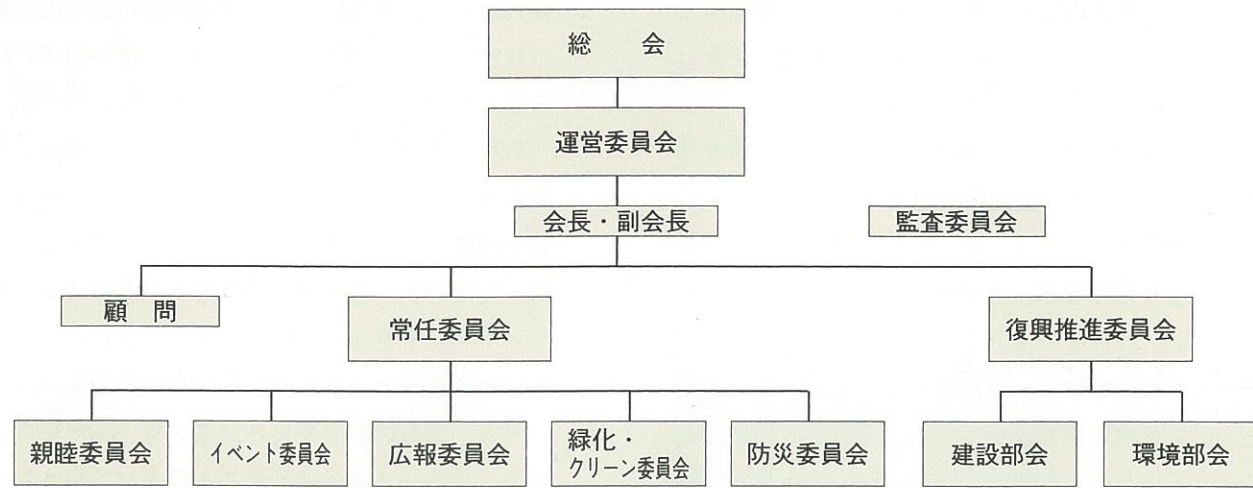 総　会
運営委員会
会長・副会長
監査委員会
顧　問
常任委員会
復興推進委員会
親睦委員会
イベント委員会
広報委員会
緑化・
クリーン委員会
防災委員会
建設部会
環境部会